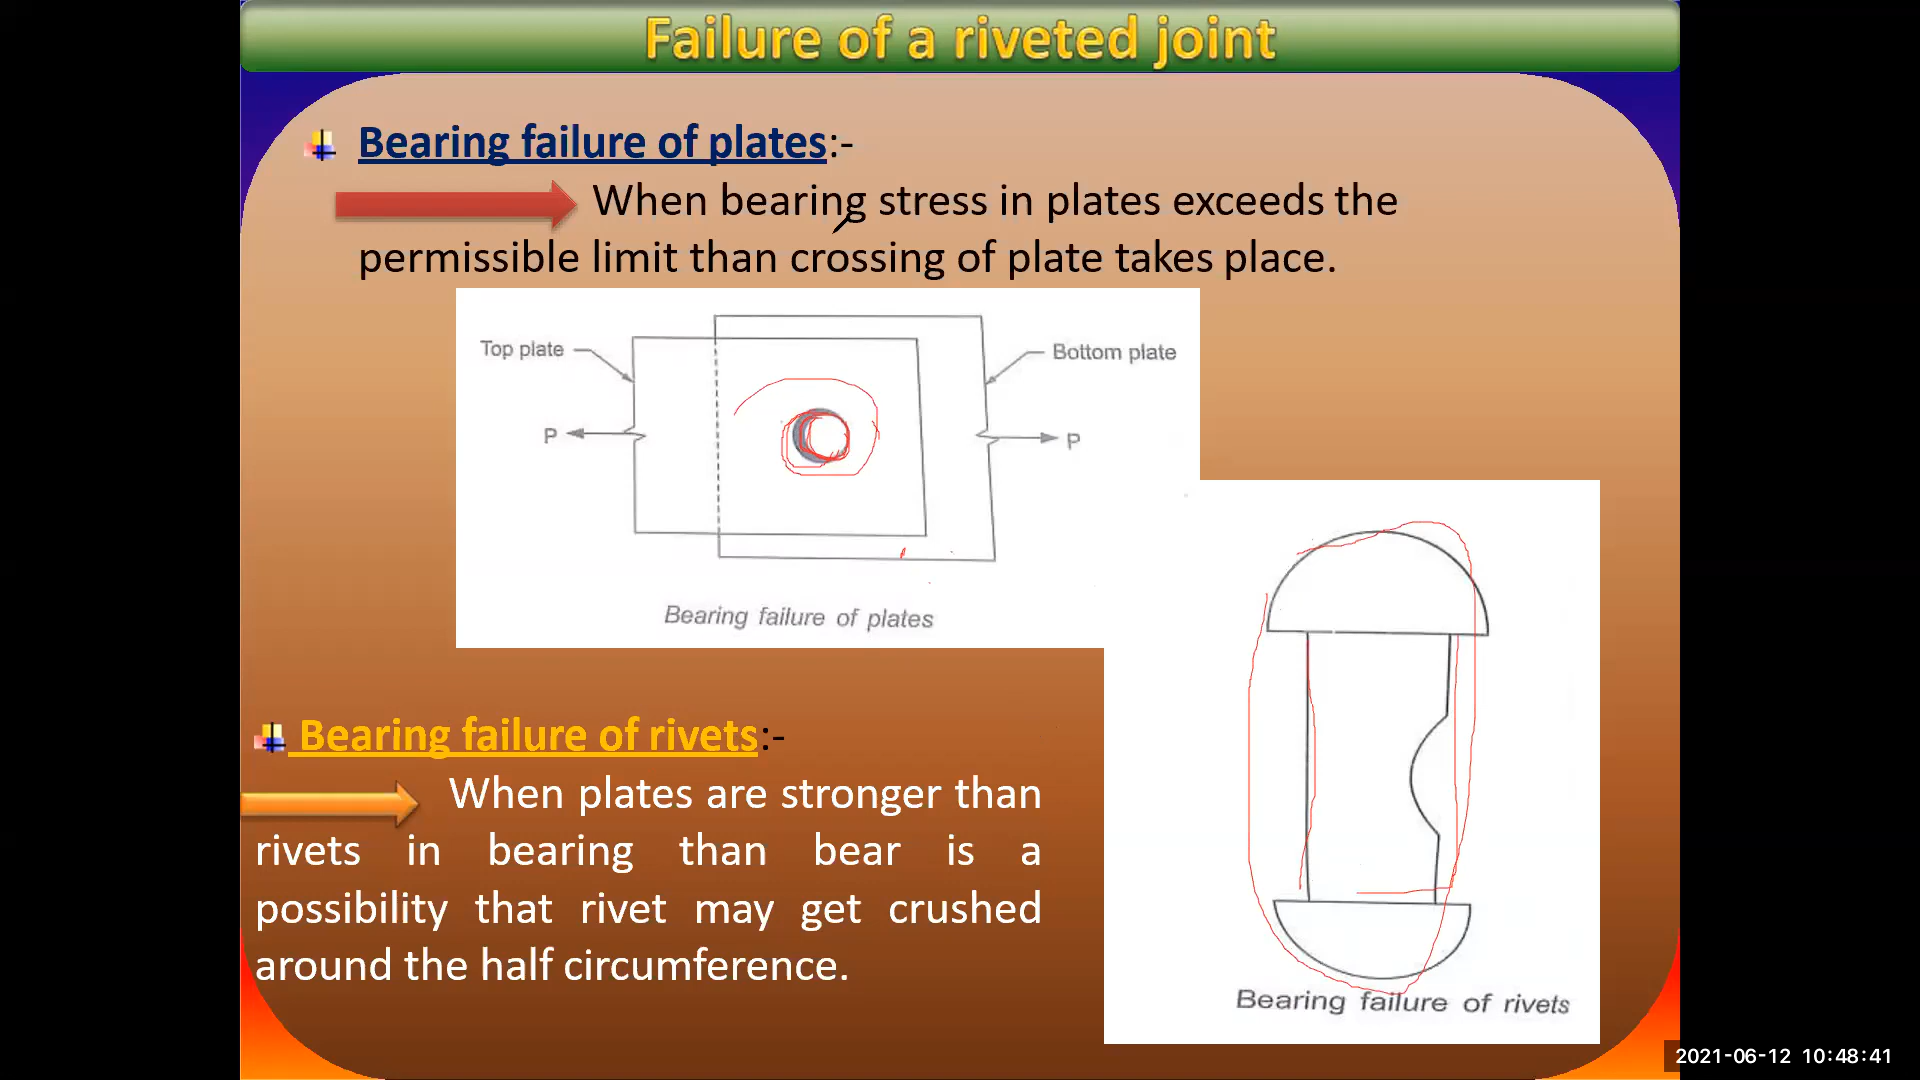 Failure of a riveted joint
Bearing failure of plates:-
When bearing stress in plates exceeds the
permissible limit than crossing of plate takes place.
Top plate
Bottom plate
P
P
Bearing failure of plates
Bearing failure of rivets:-
When plates are stronger than
rivets in bearing than bear is a
possibility that rivet may get crushed
around the half circumference.
Bearing failure of rivets
2021-06-12 10:48:41